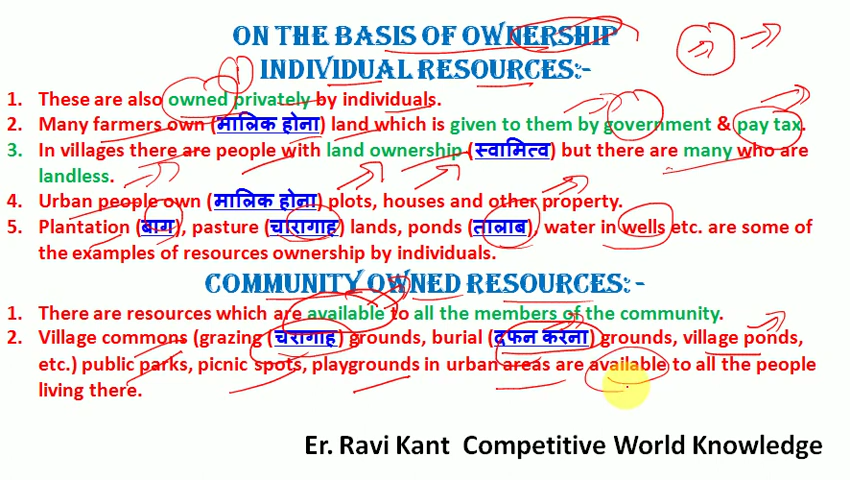 ON THE BASIS OF OWNERSHIP
INDIVIDUAL RESOURCES:-
1. These are also owned privately by individuals.
2. Many farmers own (मालिक होना) land which is given to them by government & pay tax.
3. In villages there are people with land ownership (स्वामित्व) but there are many who are
landless.
4. Urban people own (मालिक होना) plots, houses and other property.
5. Plantation (बाग), pasture (चारागाह) lands, ponds (तालाब), water in wells etc. are some of
the examples of resources ownership by individuals.
COMMUNITY OWNED RESOURCES: -
1. There are resources which are available to all the members of the community.
2. Village commons (grazing (चरागाह) grounds, burial (दफन करना) grounds, village ponds,
etc.) public parks, picnic spots, playgrounds in urban areas are available to all the people
living there.
Er. Ravi Kant Competitive World Knowledge